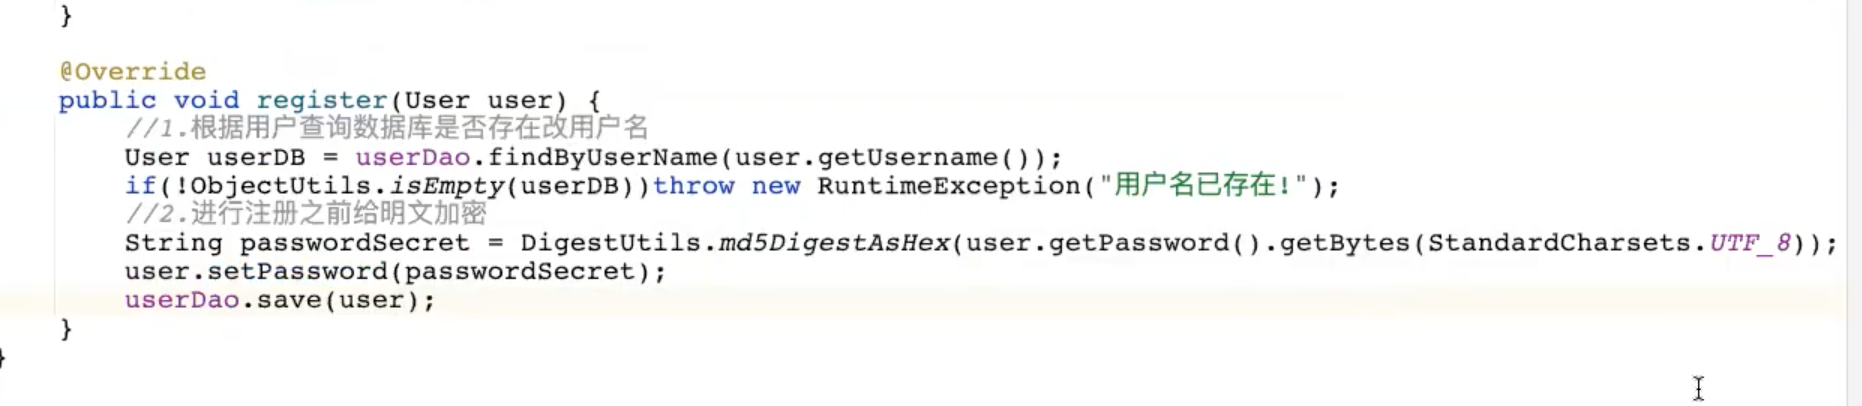 }
@Override
public void register(User user) {
//1.根据用户查询数据库是否存在改用户名
User userDB = userDao.findByUserName(user.getUsername());
if(!ObjectUtils.isEmpty(userDB))throw new RuntimeException("用户名已存在!");
//2.进行注册之前给明文加密
String passwordSecret = DigestUtils.md5DigestAsHex(user.getPassword().getBytes(StandardCharsets.UTF_8));
user.setPassword(passwordSecret);
userDao.save(user);
}
}